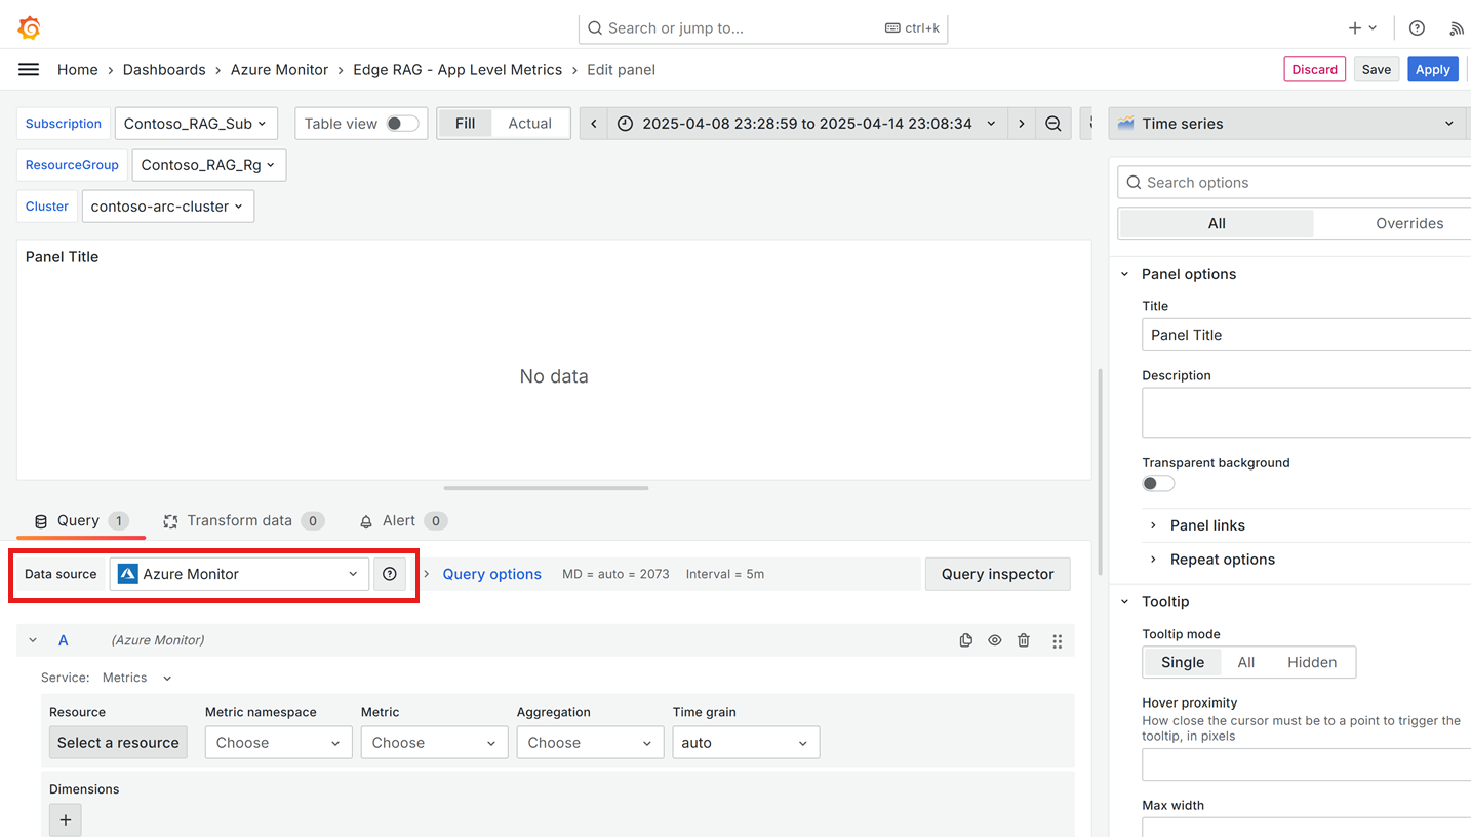 Search or jump to...
ctrl+k
Home
Dashboards
Azure Monitor
Edge RAG - App Level Metrics
Edit panel
Discard
Save
Apply
Subscription
Contoso_RAG_Sub
Table view
Fill
Actual
2025-04-08 23:28:59 to 2025-04-14 23:08:34
Time series
ResourceGroup
Contoso_RAG_Rg
Search options
Cluster
contoso-arc-cluster
All
Overrides
Panel Title
No data
Panel options
Title
Panel Title
Description
Transparent background
Panel links
Repeat options
Query 1
Transform data 0
Alert 0
Data source
Azure Monitor
Query options
MD = auto = 2073
Interval = 5m
Query inspector
A
(Azure Monitor)
Service:
Metrics
Resource
Metric namespace
Metric
Aggregation
Time grain
Select a resource
Choose
Choose
Choose
auto
Dimensions
Tooltip
Tooltip mode
Single
All
Hidden
Hover proximity
How close the cursor must be to a point to trigger the
tooltip, in pixels
Max width